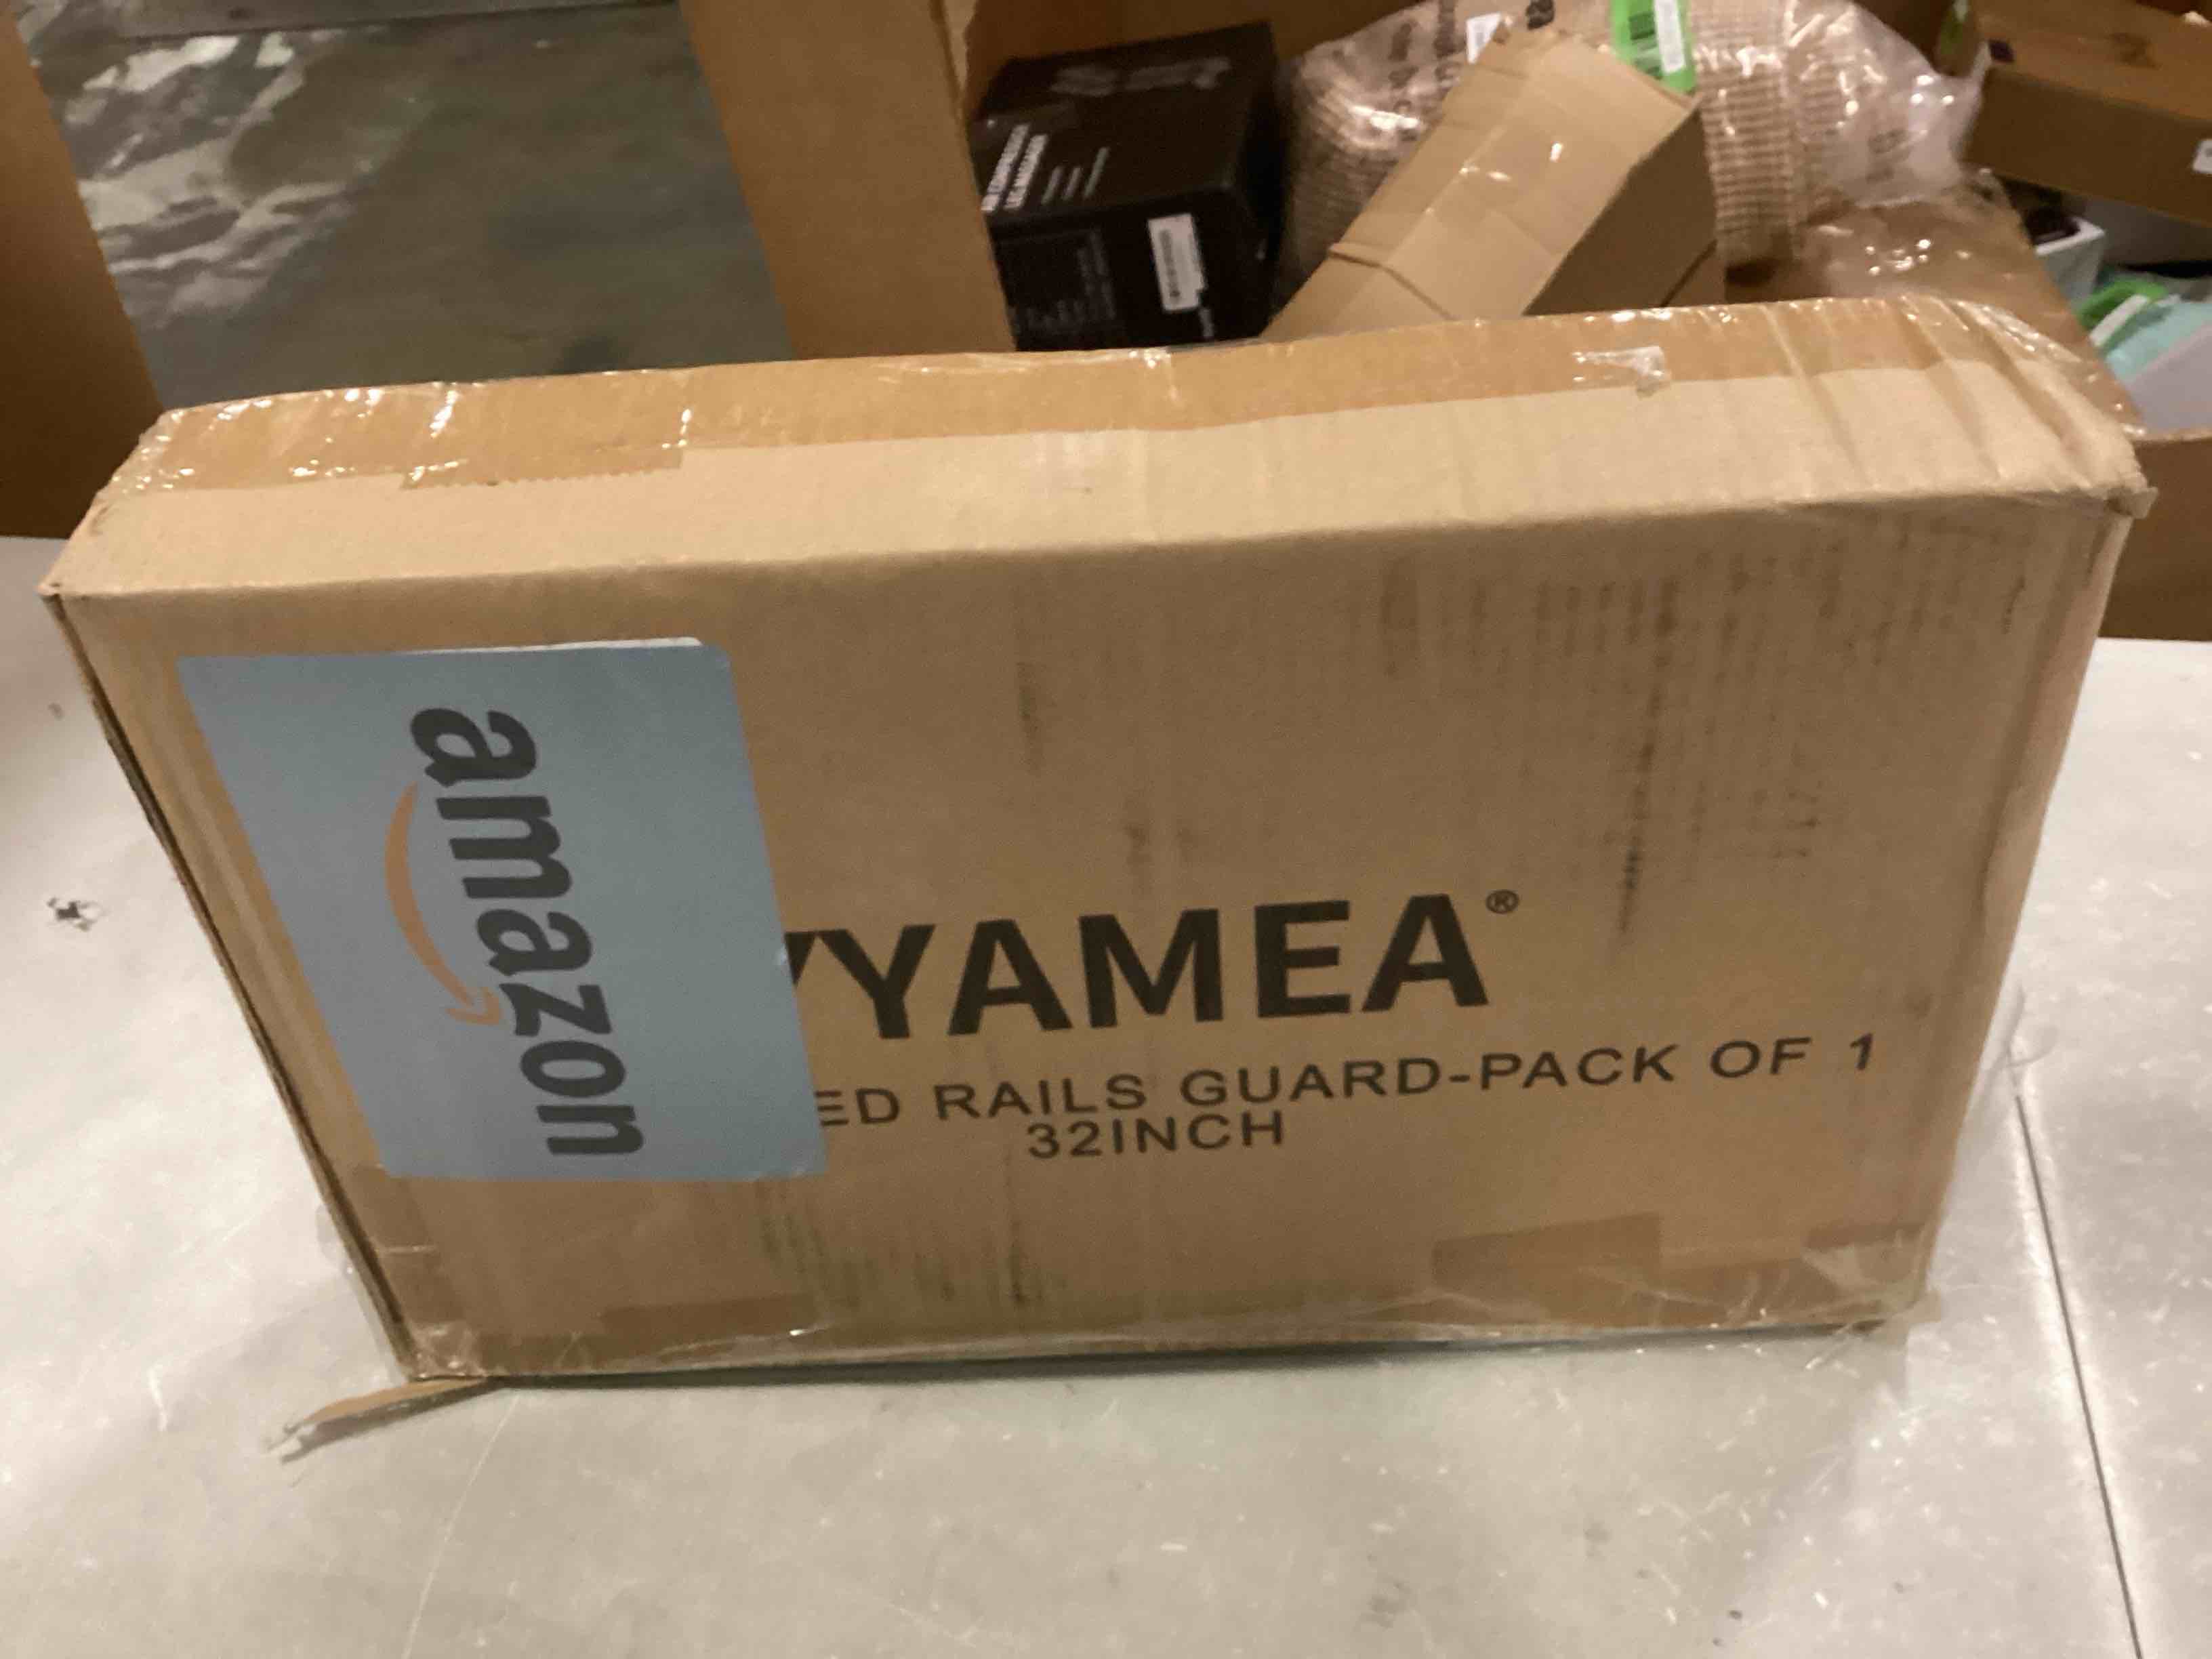 amazon
YAMEA®
ED RAILS GUARD-PACK OF 1
32INCH